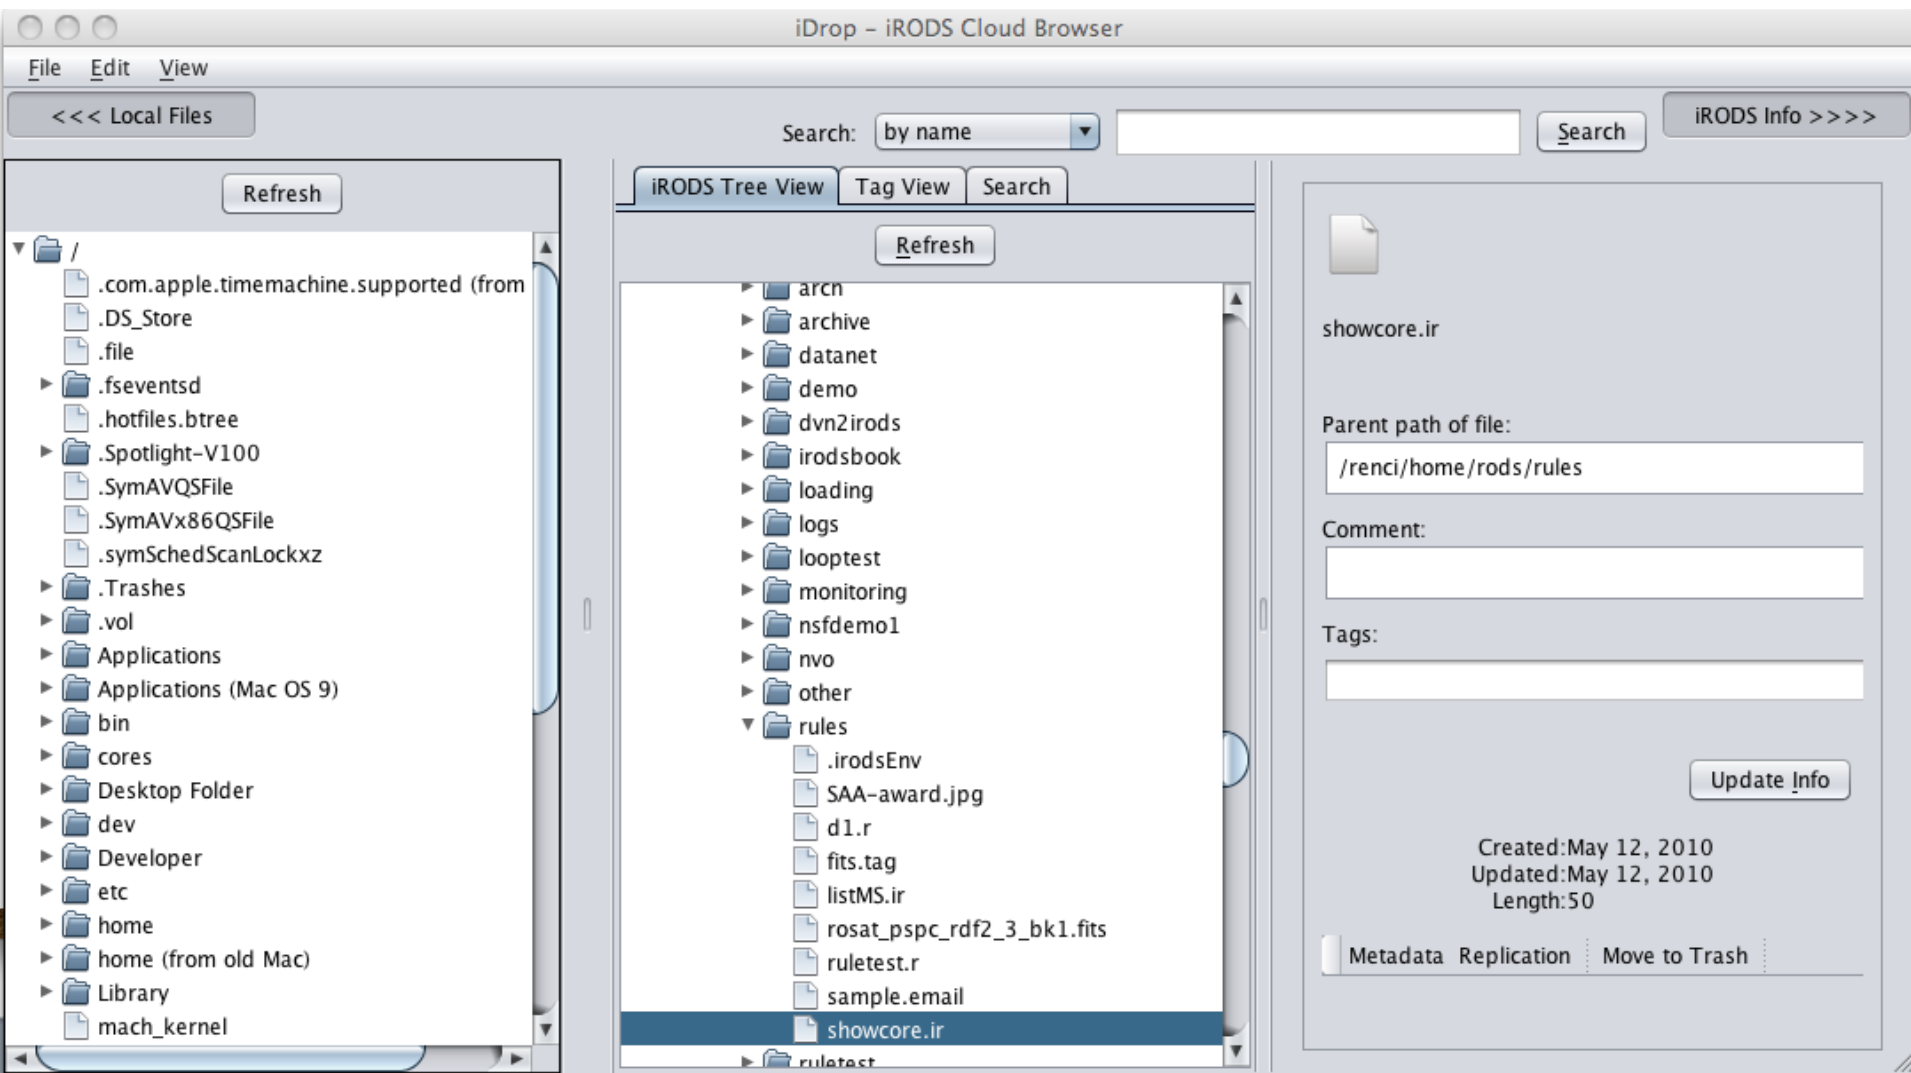 iDrop – iRODS Cloud Browser
File Edit View
<<< Local Files
Search: by name Search
iRODS Info >>>>
Refresh
/
.com.apple.timemachine.supported (from
.DS_Store
.file
.fseventsd
.hotfiles.btree
.Spotlight-V100
.SymAVQSFile
.SymAVx86QSFile
.symSchedScanLockxz
.Trashes
.vol
Applications
Applications (Mac OS 9)
bin
cores
Desktop Folder
dev
Developer
etc
home
home (from old Mac)
Library
mach_kernel
iRODS Tree View Tag View Search
Refresh
arch
archive
datanet
demo
dvn2irods
irodsbook
loading
logs
looptest
monitoring
nsfdemo1
nvo
other
rules
.irodsEnv
SAA-award.jpg
d1.r
fits.tag
listMS.ir
rosat_pspc_rdf2_3_bk1.fits
ruletest.r
sample.email
showcore.ir
ruletest
showcore.ir
Parent path of file:
/renci/home/rods/rules
Comment:
Tags:
Update Info
Created:May 12, 2010
Updated:May 12, 2010
Length:50
Metadata Replication Move to Trash